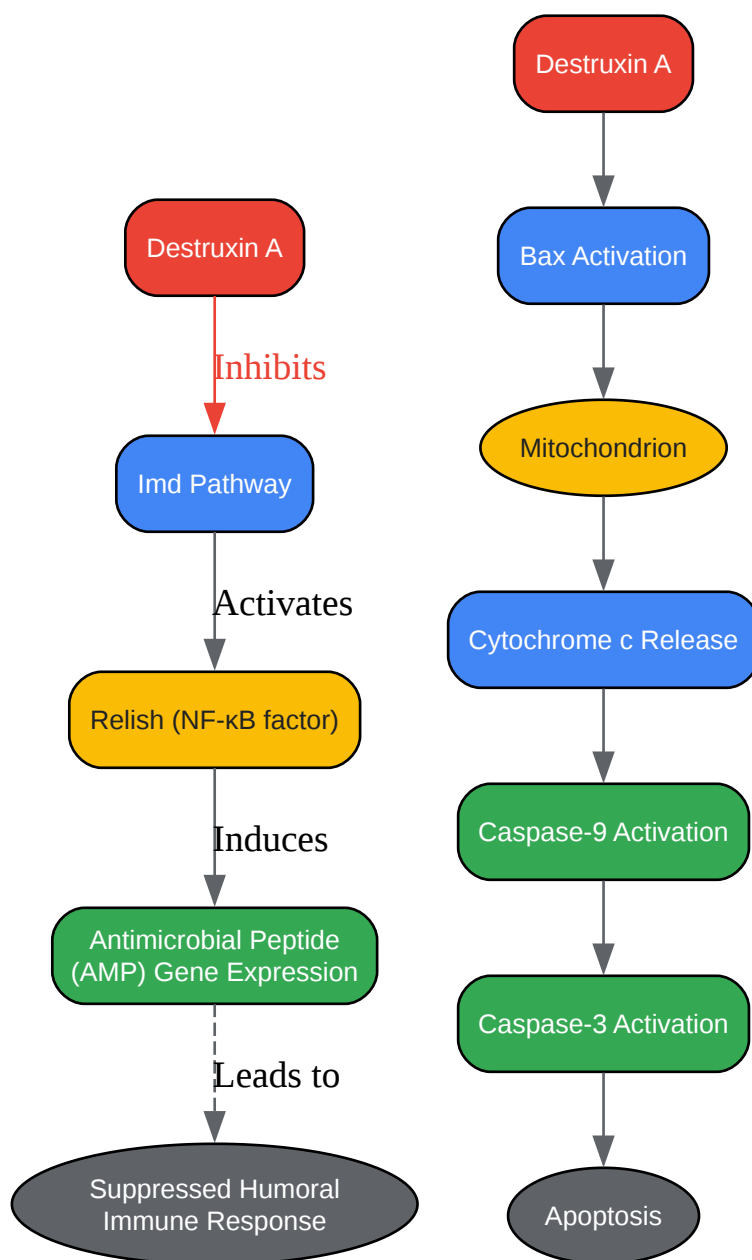 Destruxin A
Inhibits
Imd Pathway
Activates
Relish (NF-κB factor)
Induces
Antimicrobial Peptide
(AMP) Gene Expression
Leads to
Suppressed Humoral
Immune Response
Destruxin A
Bax Activation
Mitochondrion
Cytochrome c Release
Caspase-9 Activation
Caspase-3 Activation
Apoptosis